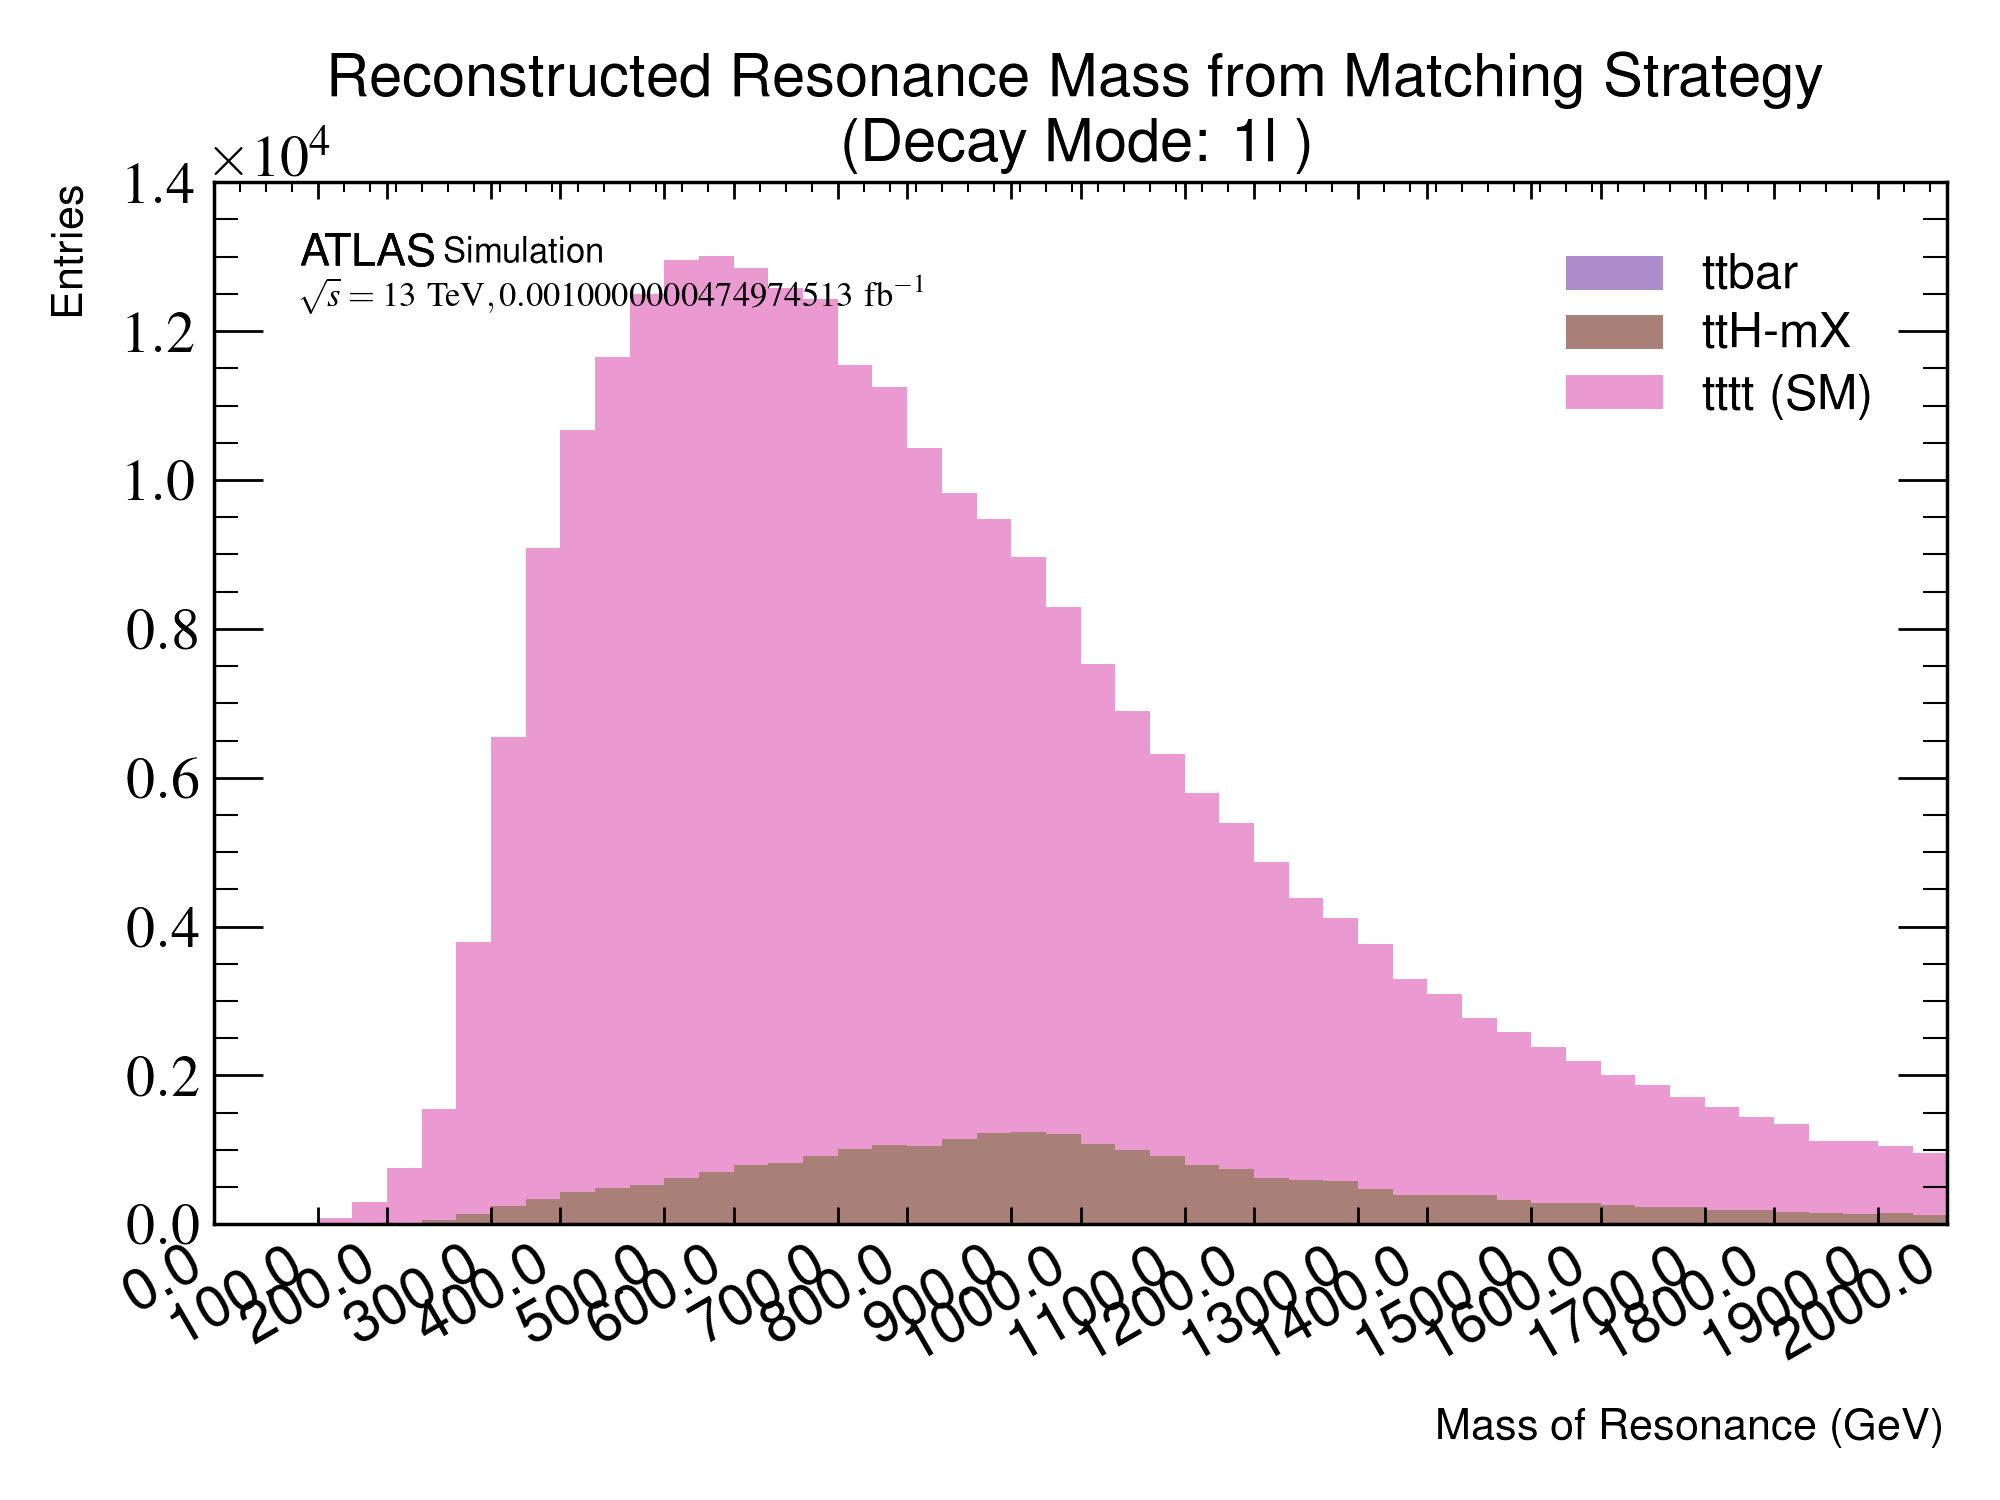 Reconstructed Resonance Mass from Matching Strategy
(Decay Mode: 1l )
×10⁴
Entries
ATLAS Simulation
√s = 13 TeV, 0.0010000000474974513 fb⁻¹
ttbar
ttH-mX
tttt (SM)
1.4
1.2
1.0
0.8
0.6
0.4
0.2
0.0
0.0 100.0 200.0 300.0 400.0 500.0 600.0 700.0 800.0 900.0 1000.0 1100.0 1200.0 1300.0 1400.0 1500.0 1600.0 1700.0 1800.0 1900.0 2000.0
Mass of Resonance (GeV)